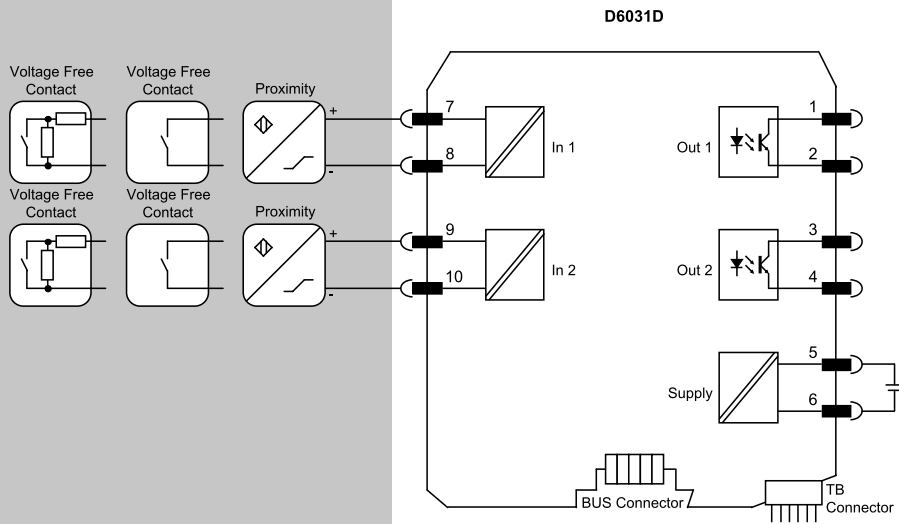 D6031D
Voltage Free
Contact
Voltage Free
Contact
Proximity
+
-
7
8
In 1
Out 1
1
2
Voltage Free
Contact
Voltage Free
Contact
Proximity
+
-
9
10
In 2
Out 2
3
4
Supply
5
6
BUS Connector
TB
Connector